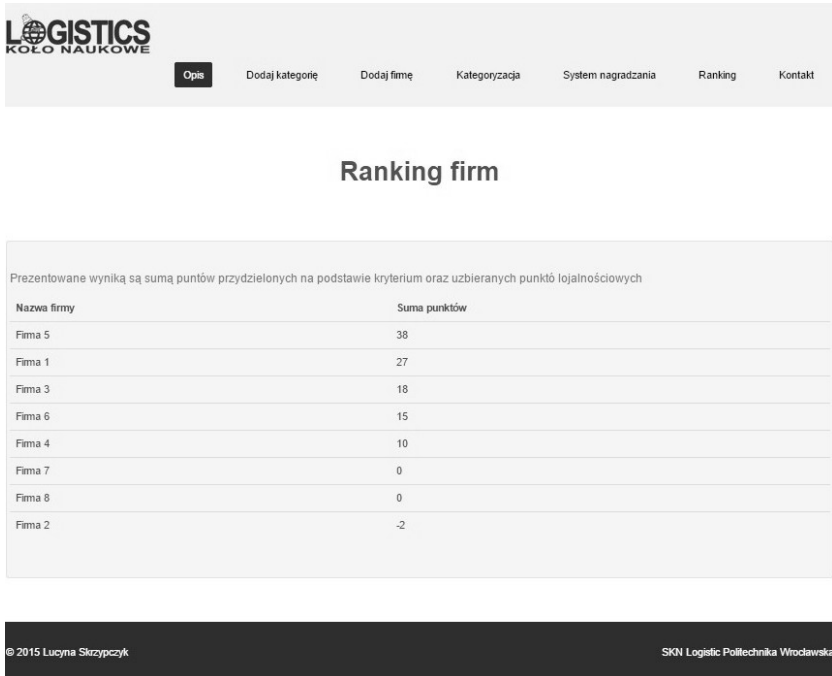 LOGISTICS
KOŁO NAUKOWE
Opis Dodaj kategorię Dodaj firmę Kategoryzacja System nagradzania Ranking Kontakt
Ranking firm
Prezentowane wyniką są sumą puntów przydzielonych na podstawie kryterium oraz uzbieranych punktó lojalnościowych
Nazwa firmy Suma punktów
Firma 5 38
Firma 1 27
Firma 3 18
Firma 6 15
Firma 4 10
Firma 7 0
Firma 8 0
Firma 2 -2
© 2015 Lucyna Skrzypczyk SKN Logistic Politechnika Wrocławska